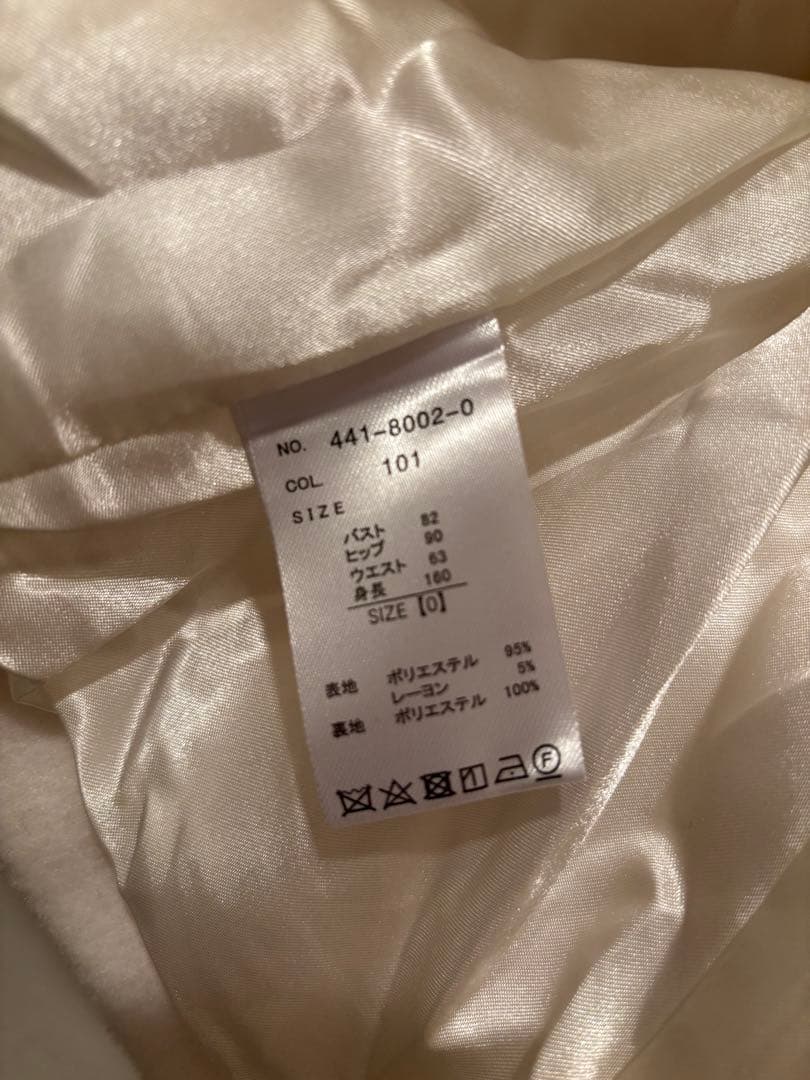 NO. 441-8002-0
COL 101
SIZE
バスト 82
ヒップ 90
ウエスト 63
身長 160
SIZE【0】
表地 ポリエステル 95%
レーヨン 5%
裏地 ポリエステル 100%
F